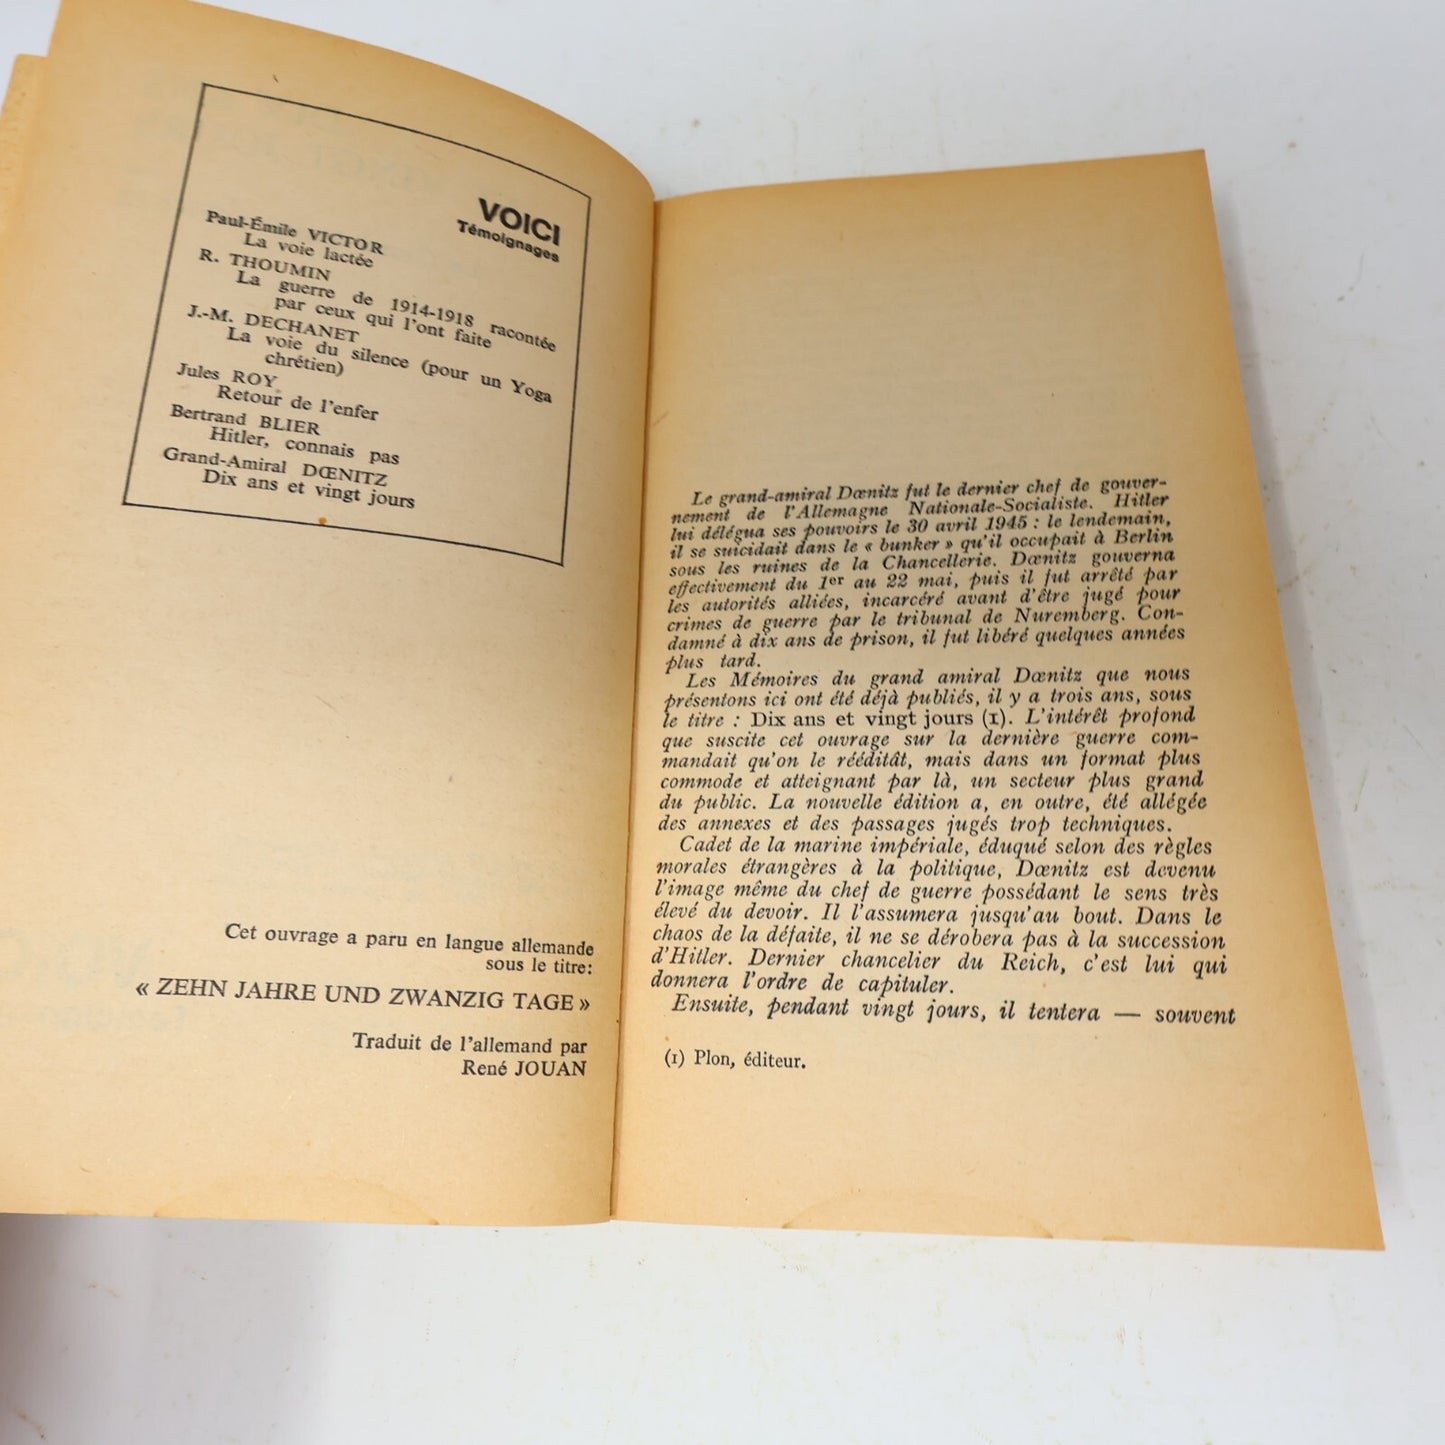 VOICI
Témoignages
Paul-Émile VICTOR
La voie lactée
R. THOUMIN
La guerre de 1914-1918 racontée
par ceux qui l'ont faite
J.-M. DECHANET
La voie du silence (pour un Yoga
chrétien)
Jules ROY
Retour de l'enfer
Bertrand BLIER
Hitler, connais pas
Grand-Amiral DŒNITZ
Dix ans et vingt jours
Cet ouvrage a paru en langue allemande
sous le titre:
« ZEHN JAHRE UND ZWANZIG TAGE »
Traduit de l'allemand par
René JOUAN
Le grand-amiral Dœnitz fut le dernier chef de gouver-
nement de l'Allemagne Nationale-Socialiste. Hitler
lui délégua ses pouvoirs le 30 avril 1945 : le lendemain,
il se suicidait dans le « bunker » qu'il occupait à Berlin
sous les ruines de la Chancellerie. Dœnitz gouverna
effectivement du 1er au 22 mai, puis il fut arrêté par
les autorités alliées, incarcéré avant d'être jugé pour
crimes de guerre par le tribunal de Nuremberg. Con-
damné à dix ans de prison, il fut libéré quelques années
plus tard.
Les Mémoires du grand amiral Dœnitz que nous
présentons ici ont été déjà publiés, il y a trois ans, sous
le titre : Dix ans et vingt jours (1). L'intérêt profond
que suscite cet ouvrage sur la dernière guerre com-
mandait qu'on le rééditât, mais dans un format plus
commode et atteignant par là, un secteur plus grand
du public. La nouvelle édition a, en outre, été allégée
des annexes et des passages jugés trop techniques.
Cadet de la marine impériale, éduqué selon des règles
morales étrangères à la politique, Dœnitz est devenu
l'image même du chef de guerre possédant le sens très
élevé du devoir. Il l'assumera jusqu'au bout. Dans le
chaos de la défaite, il ne se dérobera pas à la succession
d'Hitler. Dernier chancelier du Reich, c'est lui qui
donnera l'ordre de capituler.
Ensuite, pendant vingt jours, il tentera — souvent
(1) Plon, éditeur.